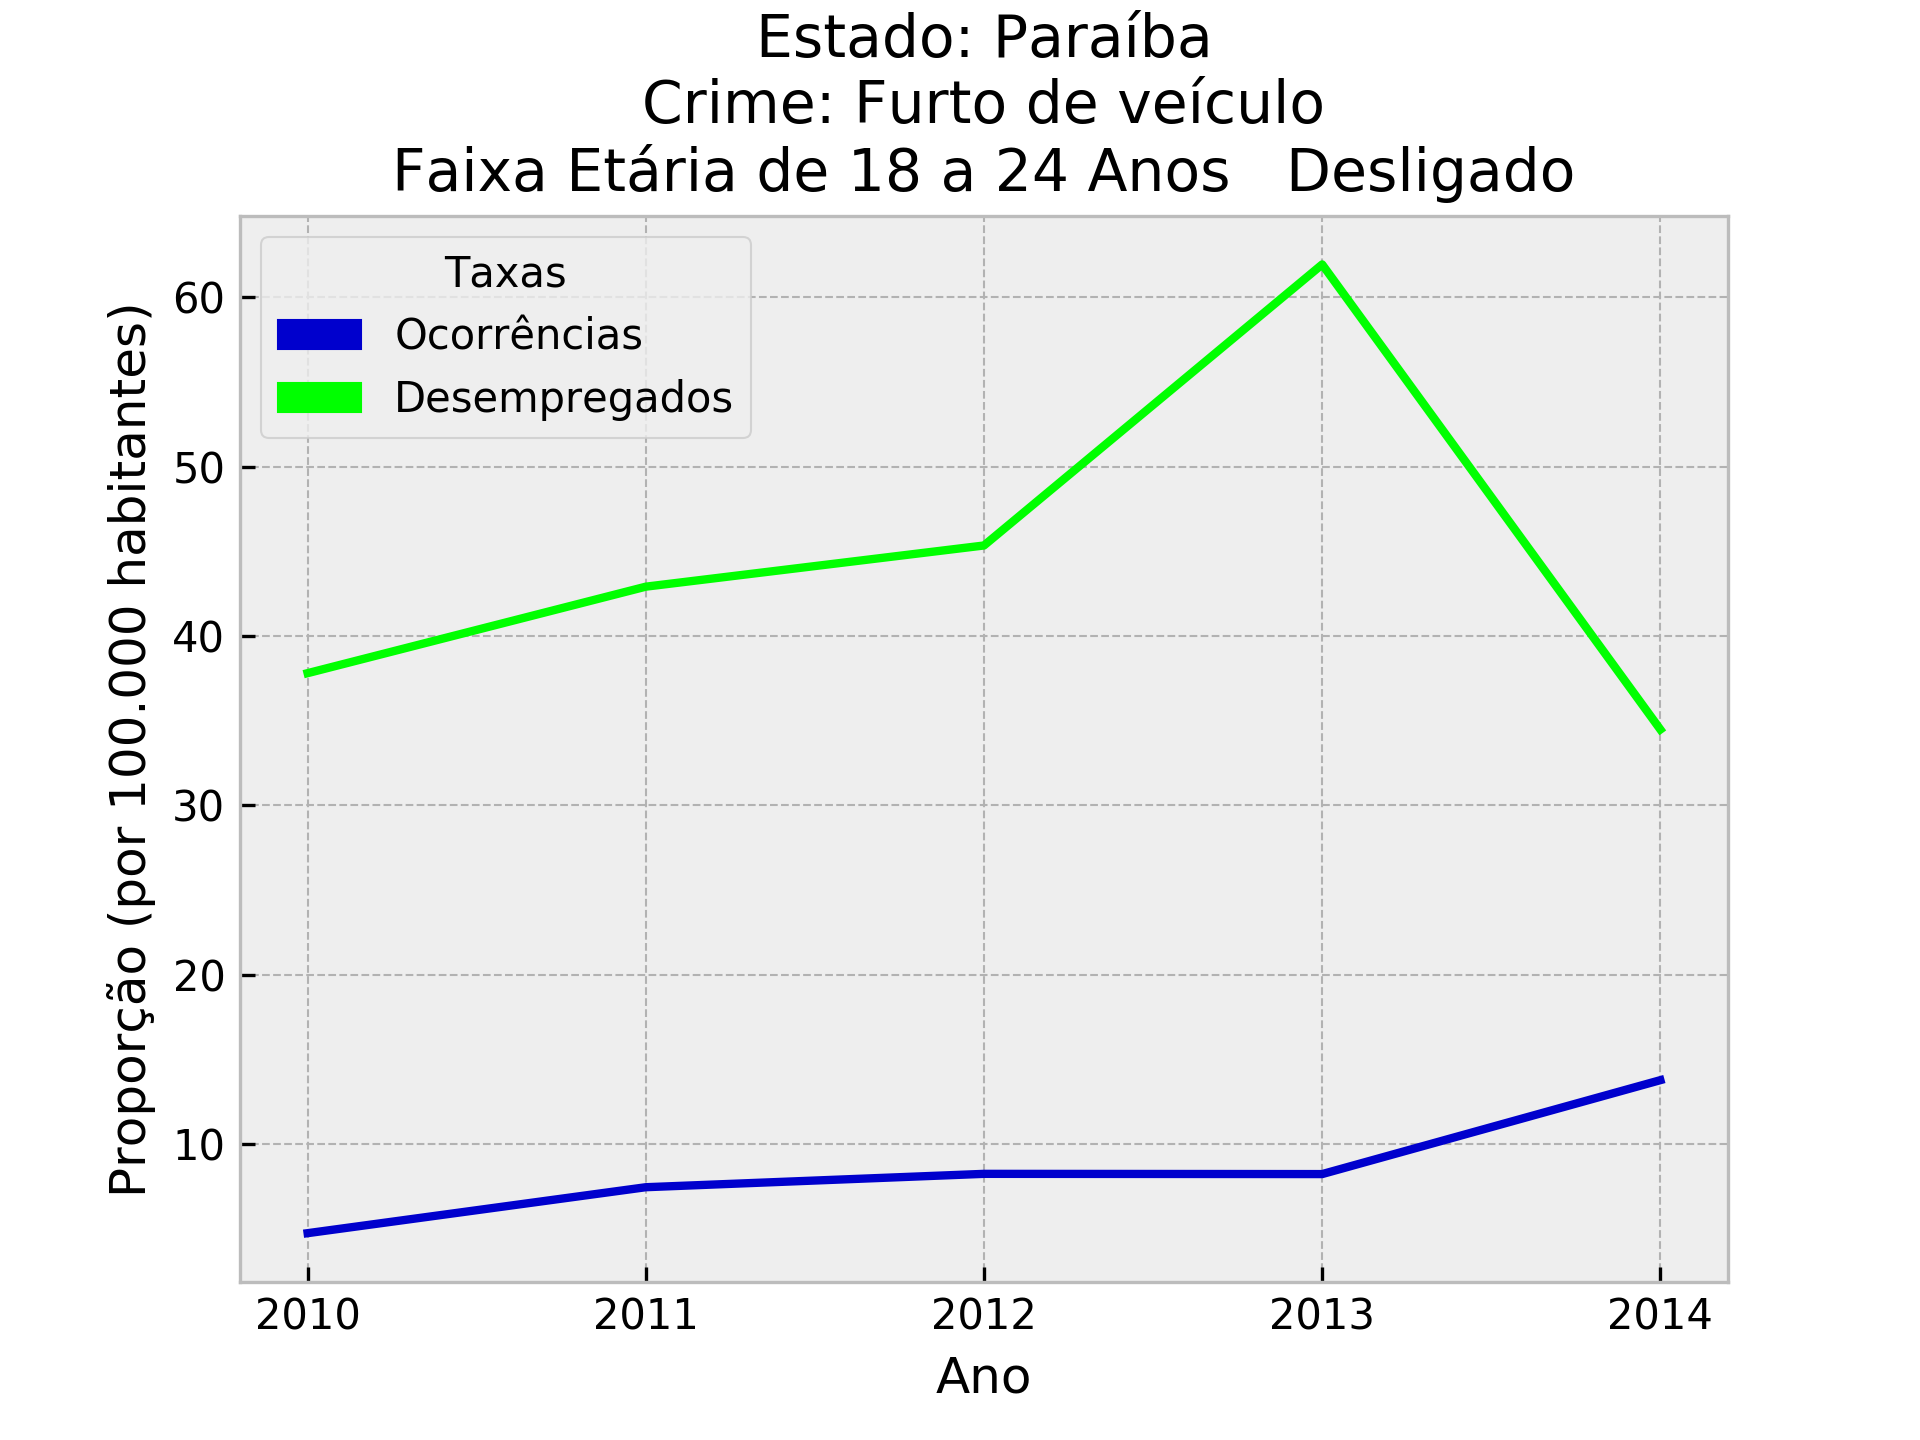 Estado: Paraíba
Crime: Furto de veículo
Faixa Etária de 18 a 24 Anos   Desligado
Taxas
Ocorrências
Desempregados
Proporção (por 100.000 habitantes)
60
50
40
30
20
10
2010 2011 2012 2013 2014
Ano